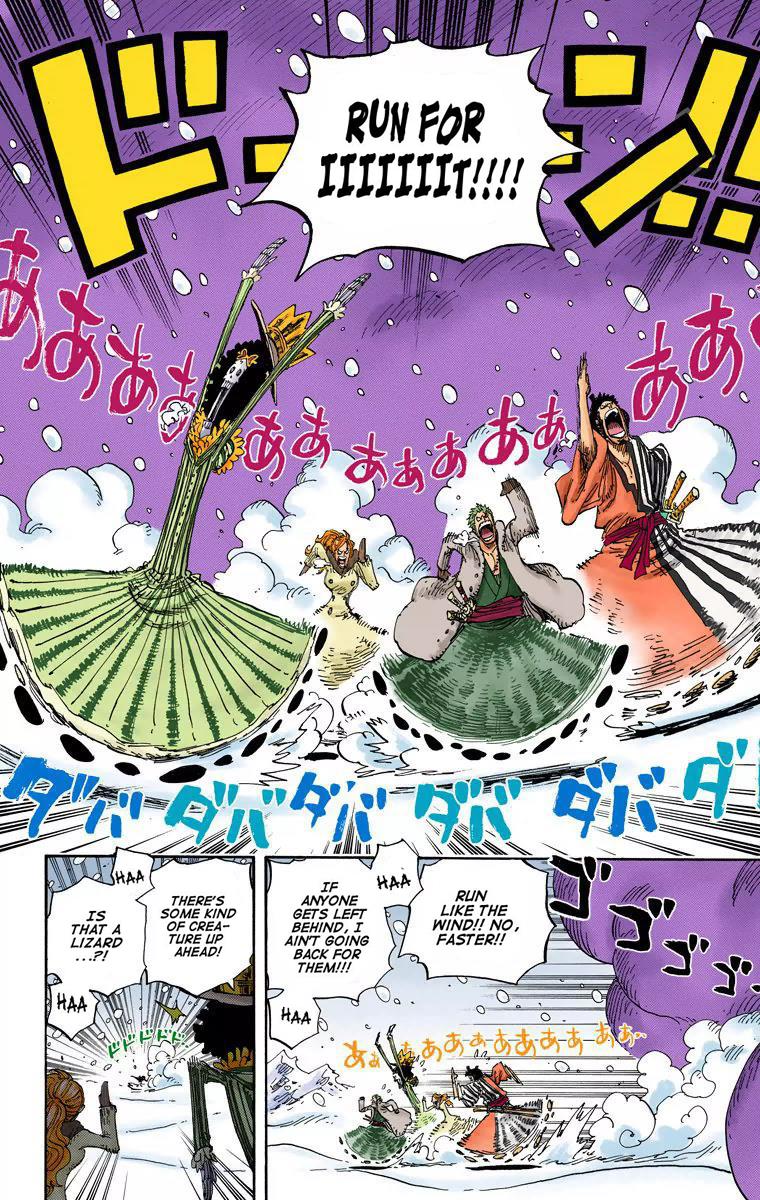 ドーン!!
RUN FOR
IIIIIIIT!!!!
ああああ
ああ
あああ
ああ
ああ
ダバ ダバ ダバ ダバ ダバ ダ
ゴゴゴゴゴ
RUN
LIKE THE
WIND!! NO,
FASTER!!
HAA
IF
ANYONE
GETS LEFT
BEHIND, I
AIN'T GOING
BACK FOR
THEM!!!
HAA
あああああああああああ
THERE'S
SOME KIND
OF CREA-
TURE UP
AHEAD!
HAA
IS
THAT A
LIZARD
...?!
HAA
ドドドドド